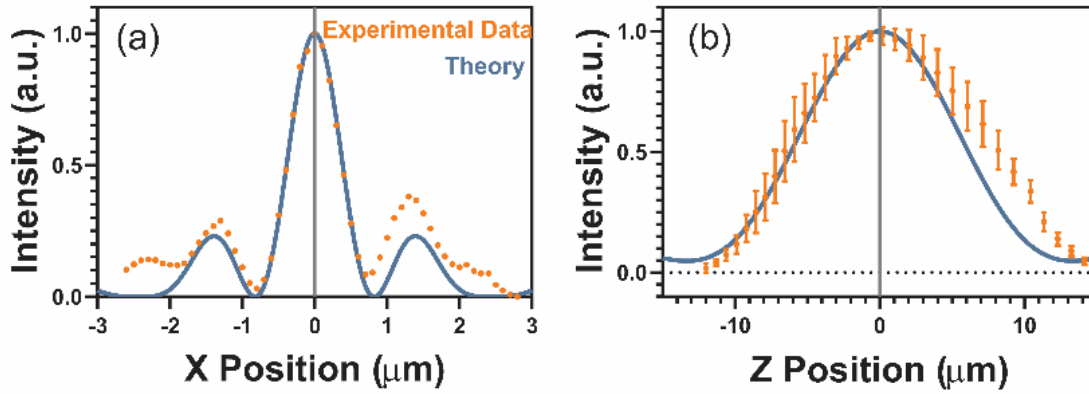 (a)
Experimental Data
Theory
Intensity (a.u.)
1.0
0.5
0.0
-3 -2 -1 0 1 2 3
X Position (μm)
(b)
Intensity (a.u.)
1.0
0.5
0.0
-10 0 10
Z Position (μm)